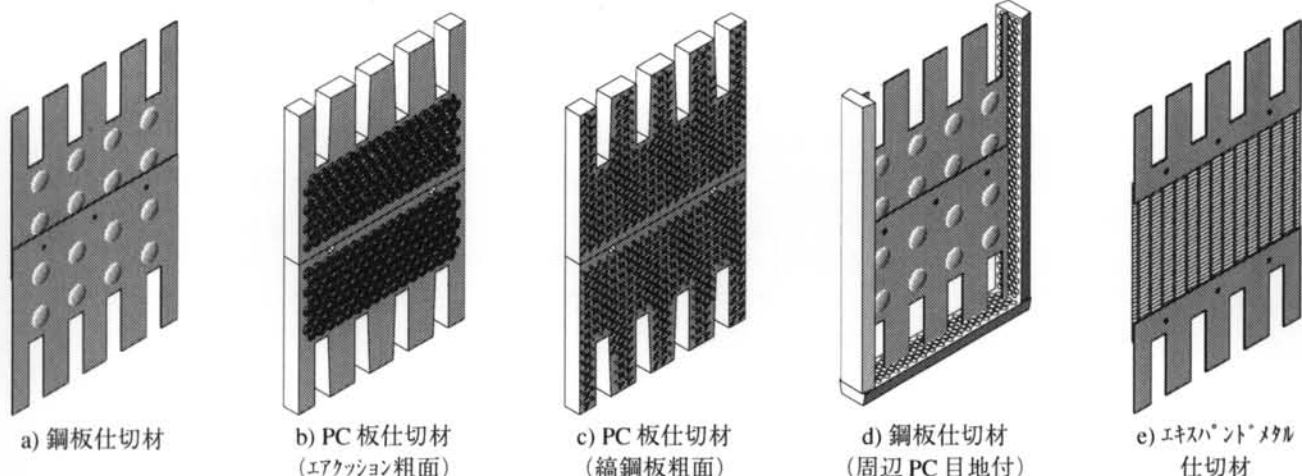 a) 鋼板仕切材
b) PC 板仕切材
(エアクッション粗面)
c) PC 板仕切材
(縞鋼板粗面)
d) 鋼板仕切材
(周辺 PC 目地付)
e) エキスパンドメタル
仕切材